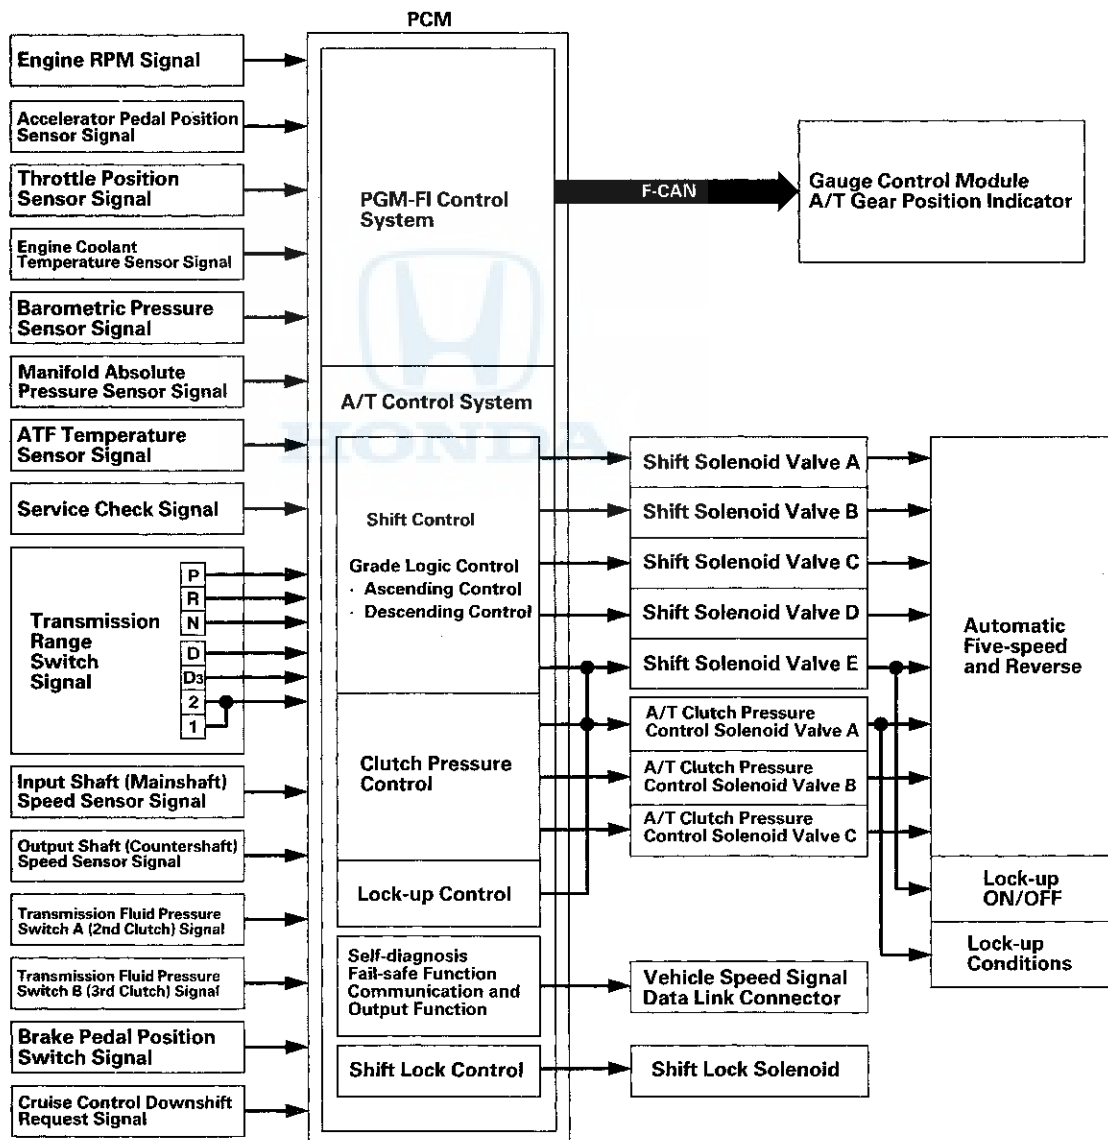 PCM
Engine RPM Signal
Accelerator Pedal Position
Sensor Signal
Throttle Position
Sensor Signal
Engine Coolant
Temperature Sensor Signal
Barometric Pressure
Sensor Signal
Manifold Absolute
Pressure Sensor Signal
ATF Temperature
Sensor Signal
Service Check Signal
Transmission
Range
Switch
Signal
P
R
N
D
D3
2
1
Input Shaft (Mainshaft)
Speed Sensor Signal
Output Shaft (Countershaft)
Speed Sensor Signal
Transmission Fluid Pressure
Switch A (2nd Clutch) Signal
Transmission Fluid Pressure
Switch B (3rd Clutch) Signal
Brake Pedal Position
Switch Signal
Cruise Control Downshift
Request Signal
PGM-FI Control
System
A/T Control System
HONDA
Shift Control
Grade Logic Control
· Ascending Control
· Descending Control
Clutch Pressure
Control
Lock-up Control
Self-diagnosis
Fail-safe Function
Communication and
Output Function
Shift Lock Control
F-CAN
Gauge Control Module
A/T Gear Position Indicator
Shift Solenoid Valve A
Shift Solenoid Valve B
Shift Solenoid Valve C
Shift Solenoid Valve D
Shift Solenoid Valve E
A/T Clutch Pressure
Control Solenoid Valve A
A/T Clutch Pressure
Control Solenoid Valve B
A/T Clutch Pressure
Control Solenoid Valve C
Vehicle Speed Signal
Data Link Connector
Shift Lock Solenoid
Automatic
Five-speed
and Reverse
Lock-up
ON/OFF
Lock-up
Conditions